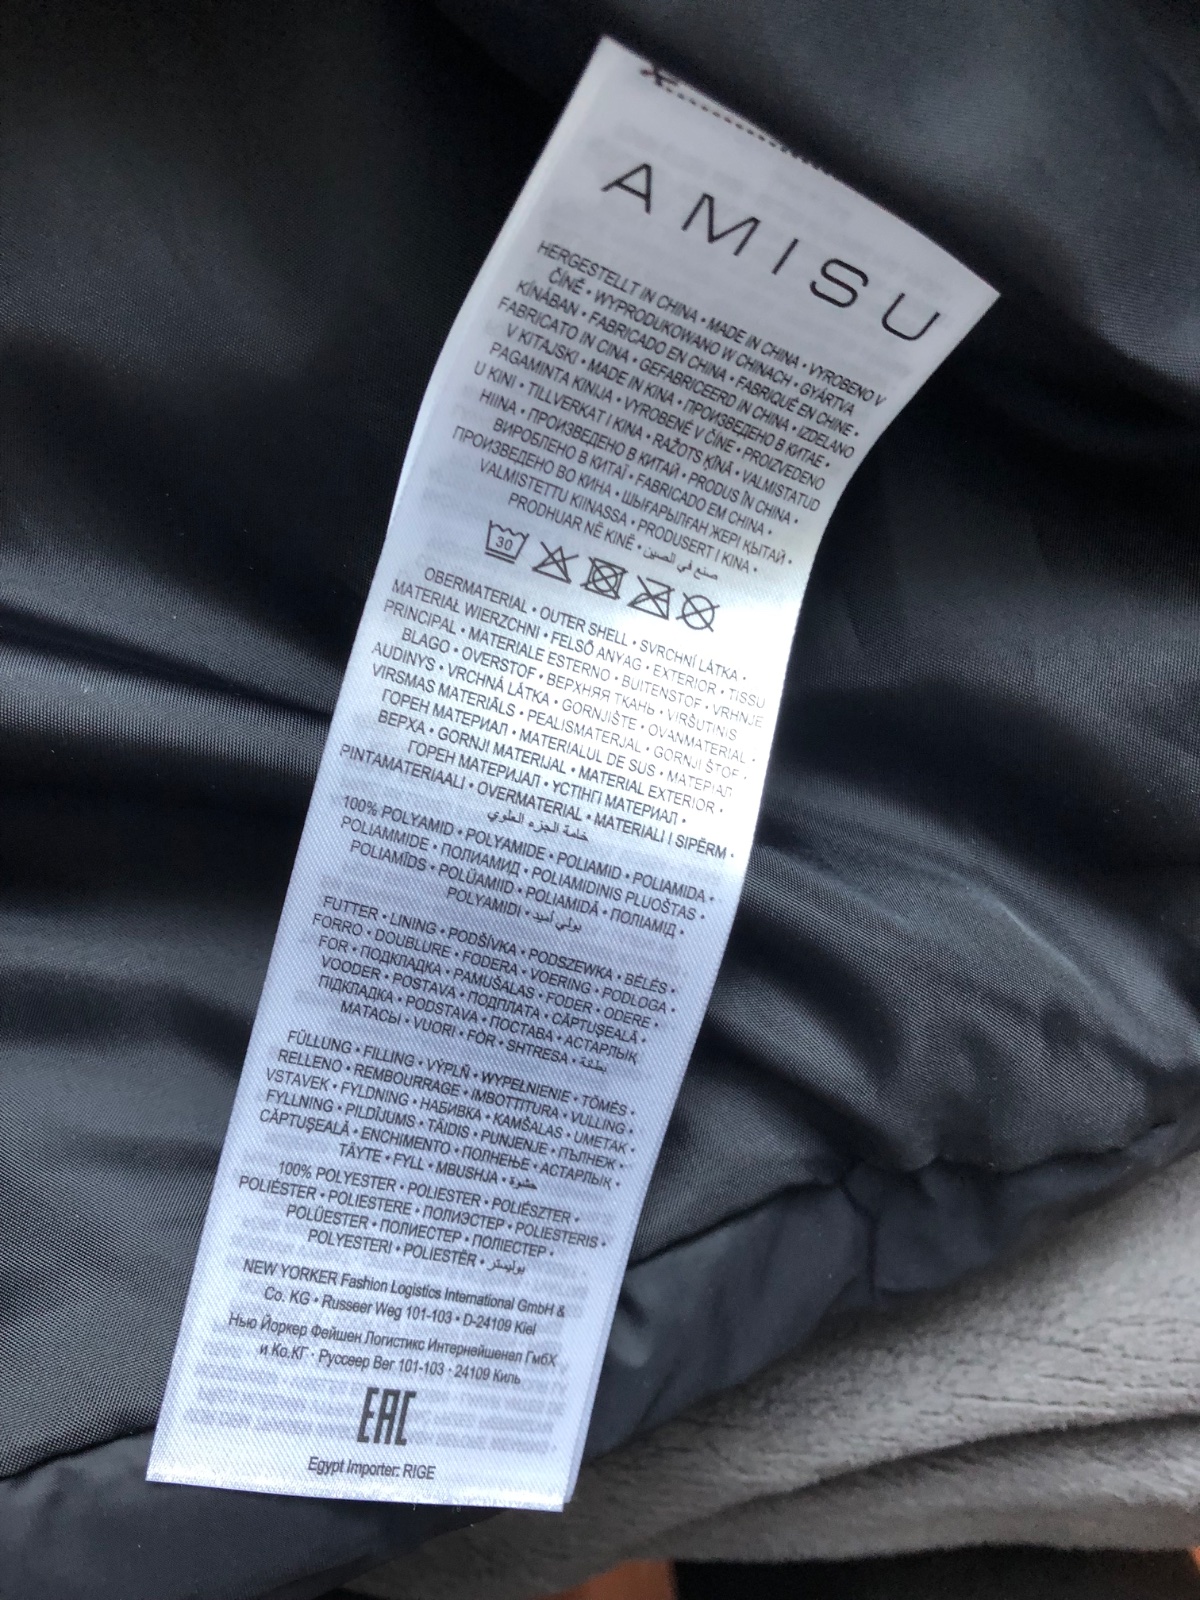 AMISU
HERGESTELLT IN CHINA • MADE IN CHINA • VYROBENO V
ČÍNĚ • WYPRODUKOWANO W CHINACH • GYÁRTVA
KÍNÁBAN • FABRICADO EN CHINA • FABRIQUÉ EN CHINE •
FABRICATO IN CINA • GEFABRICEERD IN CHINA • IZDELANO
V KITAJSKI • MADE IN KINA • ПРОИЗВЕДЕНО В КИТАЕ •
PAGAMINTA KINIJA • VYROBENÉ V ČÍNE • PROIZVEDENO
U KINI • TILLVERKAT I KINA • RAŽOTS ĶĪNĀ • VALMISTATUD
HIINA • ПРОИЗВЕДЕНО В КИТАЙ • PRODUS ÎN CHINA •
ВИРОБЛЕНО В КИТАЇ • FABRICADO EM CHINA •
ПРОИЗВЕДЕНО ВО КИНА • ШЫҒАРЫЛҒАН ЖЕРІ ҚЫТАЙ •
VALMISTETTU KIINASSA • PRODUSERT I KINA •
PRODHUAR NË KINË • صنع في الصين
30
OBERMATERIAL • OUTER SHELL • SVRCHNÍ LÁTKA •
MATERIAŁ WIERZCHNI • FELSŐ ANYAG • EXTERIOR • TISSU
PRINCIPAL • MATERIALE ESTERNO • BUITENSTOF • VRHNJE
BLAGO • OVERSTOF • ВЕРХНЯЯ ТКАНЬ • VIRŠUTINIS
AUDINYS • VRCHNÁ LÁTKA • GORNJIŠTE • OVANMATERIAL •
VIRSMAS MATERIĀLS • PEALISMATERJAL • GORNJI ŠTOF •
ГОРЕН МАТЕРИАЛ • MATERIALUL DE SUS • МАТЕРІАЛ
ВЕРХА • GORNJI MATERIJAL • MATERIAL EXTERIOR •
ГОРЕН МАТЕРИЈАЛ • ҮСТІҢГІ МАТЕРИАЛ •
PINTAMATERIAALI • OVERMATERIAL • MATERIALI I SIPËRM •
خامة الجزء العلوي
100% POLYAMID • POLYAMIDE • POLIAMID • POLIAMIDA •
POLIAMMIDE • ПОЛИАМИД • POLIAMIDINIS PLUOŠTAS •
POLIAMĪDS • POLÜAMIID • POLIAMIDĂ • ПОЛІАМІД •
POLYAMIDI • بولي أميد
FUTTER • LINING • PODŠÍVKA • PODSZEWKA • BÉLÉS •
FORRO • DOUBLURE • FODERA • VOERING • PODLOGA •
FOR • ПОДКЛАДКА • PAMUŠALAS • FODER • ODERE •
VOODER • POSTAVA • ПОДПЛАТА • CĂPTUŞEALĂ •
ПІДКЛАДКА • PODSTAVA • ПОСТАВА • АСТАРЛЫҚ
МАТАСЫ • VUORI • FÔR • SHTRESA • بطانة
FÜLLUNG • FILLING • VÝPLŇ • WYPEŁNIENIE • TÖMÉS •
RELLENO • REMBOURRAGE • IMBOTTITURA • VULLING •
VSTAVEK • FYLDNING • НАБИВКА • KAMŠALAS • UMETAK •
FYLLNING • PILDĪJUMS • TÄIDIS • PUNJENJE • ПЪЛНЕЖ •
CĂPTUŞEALĂ • ENCHIMENTO • ПОЛНЕЊЕ • АСТАРЛЫҚ •
TÄYTE • FYLL • MBUSHJA • حشوة
100% POLYESTER • POLIESTER • POLIÉSZTER •
POLIÉSTER • POLIESTERE • ПОЛИЭСТЕР • POLIESTERIS •
POLÜESTER • ПОЛИЕСТЕР • ПОЛІЕСТЕР •
POLYESTERI • POLIESTËR • بوليستر
NEW YORKER Fashion Logistics International GmbH &
Co. KG • Russeer Weg 101-103 • D-24109 Kiel
Нью Йоркер Фейшен Логистикс Интернейшенал ГмбХ
и Ко.КГ · Руссеер Вег 101-103 · 24109 Киль
EAC
Egypt Importer: RIGE